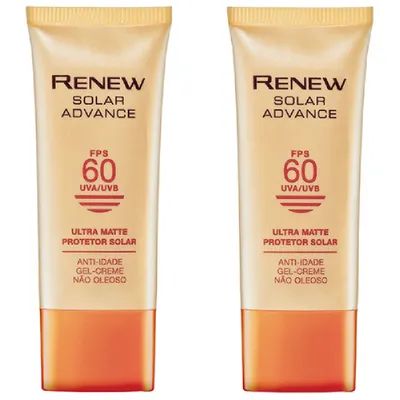 RENEW
SOLAR
ADVANCE
FPS
60
UVA/UVB
ULTRA MATTE
PROTETOR SOLAR
ANTI-IDADE
GEL-CREME
NÃO OLEOSO
RENEW
SOLAR
ADVANCE
FPS
60
UVA/UVB
ULTRA MATTE
PROTETOR SOLAR
ANTI-IDADE
GEL-CREME
NÃO OLEOSO